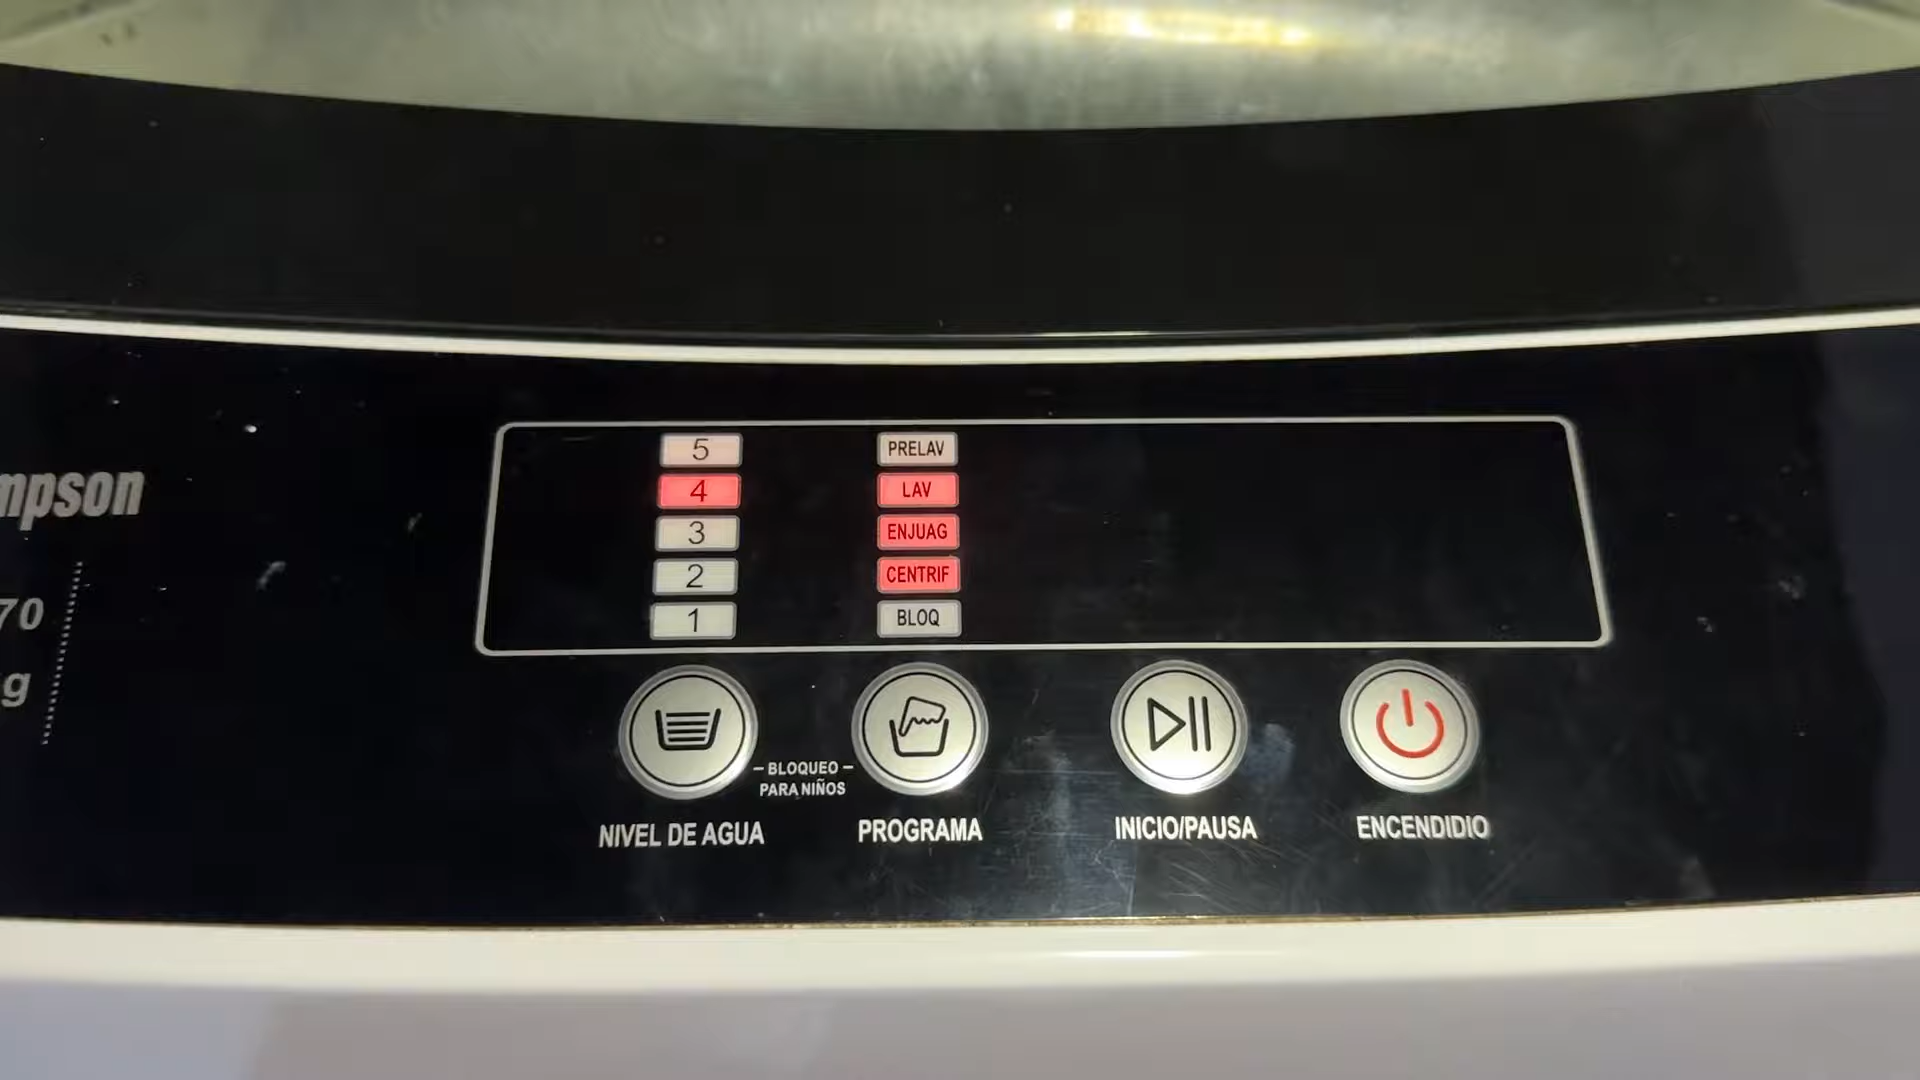 mpson
70
g
5
4
3
2
1
PRELAV
LAV
ENJUAG
CENTRIF
BLOQ
– BLOQUEO –
PARA NIÑOS
NIVEL DE AGUA
PROGRAMA
INICIO/PAUSA
ENCENDIDIO